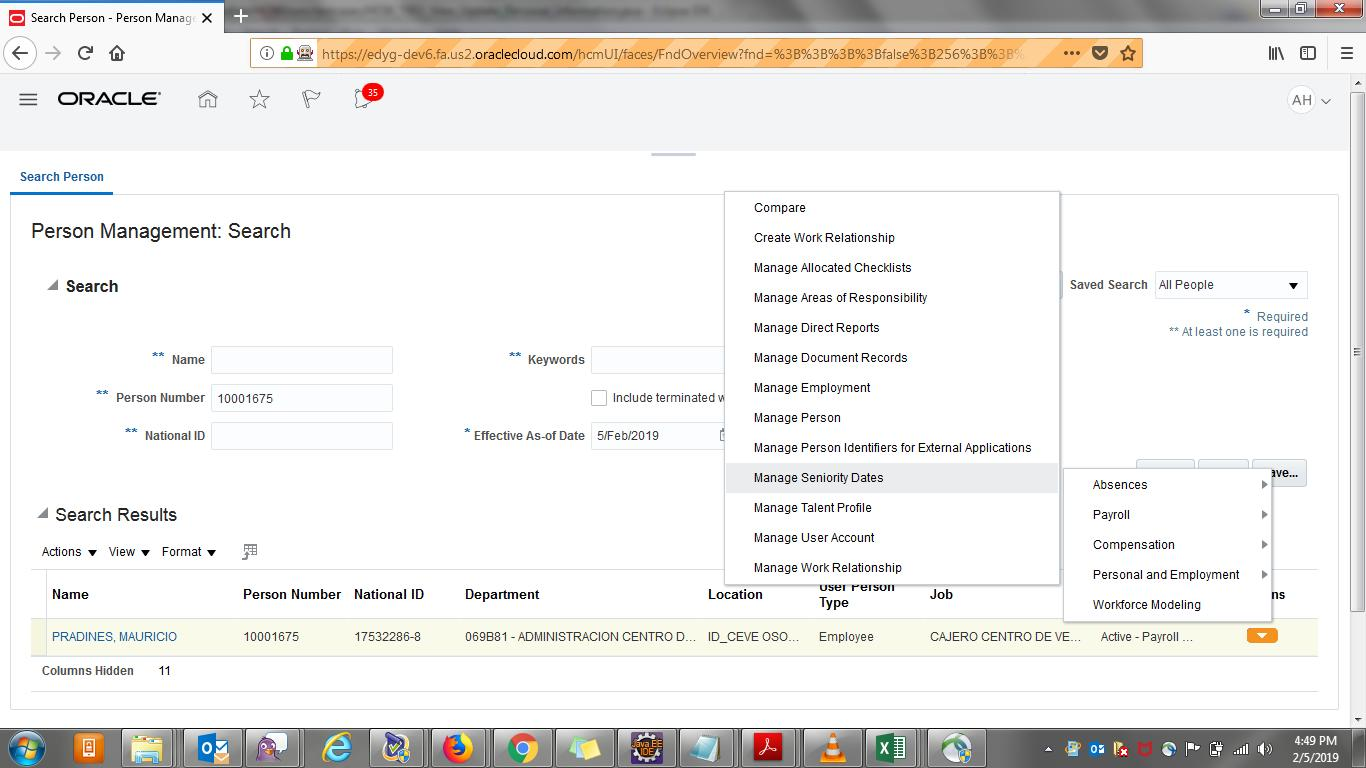 Search Person - Person Manage
https://edyg-dev6.fa.us2.oraclecloud.com/hcmUI/faces/FndOverview?fnd=%3B%3B%3B%3Bfalse%3B256%3B%3B%
ORACLE
35
AH
Search Person
Person Management: Search
Search
Saved Search All People
* Required
** At least one is required
** Name
** Keywords
** Person Number 10001675
Include terminated w
** National ID
* Effective As-of Date 5/Feb/2019
ave...
Compare
Create Work Relationship
Manage Allocated Checklists
Manage Areas of Responsibility
Manage Direct Reports
Manage Document Records
Manage Employment
Manage Person
Manage Person Identifiers for External Applications
Manage Seniority Dates
Manage Talent Profile
Manage User Account
Manage Work Relationship
Absences
Payroll
Compensation
Personal and Employment
Workforce Modeling
Search Results
Actions View Format
Name Person Number National ID Department Location User Person Type Job ns
PRADINES, MAURICIO 10001675 17532286-8 069B81 - ADMINISTRACION CENTRO D... ID_CEVE OSO... Employee CAJERO CENTRO DE VE... Active - Payroll ...
Columns Hidden 11
Java EE
IDE
4:49 PM
2/5/2019